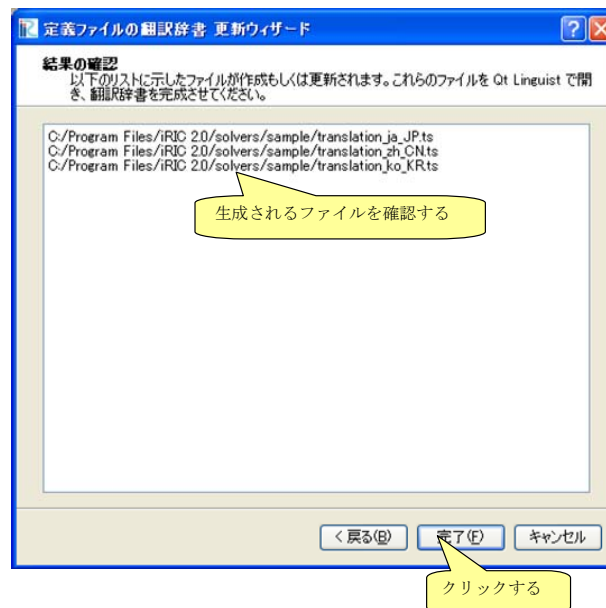 定義ファイルの翻訳辞書 更新ウィザード
結果の確認
以下のリストに示したファイルが作成もしくは更新されます。これらのファイルを Qt Linguist で開
き、翻訳辞書を完成させてください。
C:/Program Files/iRIC 2.0/solvers/sample/translation_ja_JP.ts
C:/Program Files/iRIC 2.0/solvers/sample/translation_zh_CN.ts
C:/Program Files/iRIC 2.0/solvers/sample/translation_ko_KR.ts
生成されるファイルを確認する
< 戻る(B) 完了(F) キャンセル
クリックする